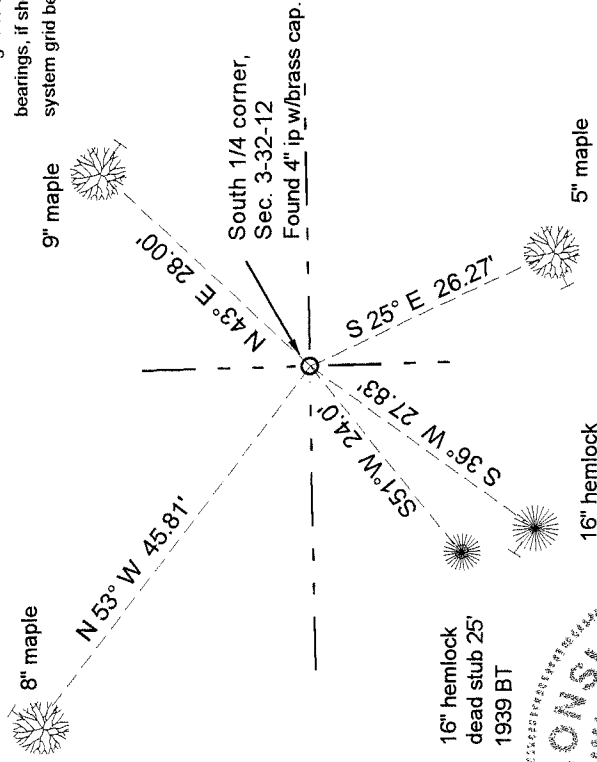 bearings, if sh
system grid be
9" maple
South 1/4 corner,
Sec. 3-32-12
Found 4" ip w/brass cap.
8" maple
N 53° W 45.81'
N 43° E 28.00'
S 25° E 26.27'
S51°W 24.0'
S 36° W 27.83'
5" maple
16" hemlock
dead stub 25'
1939 BT
16" hemlock
ONS